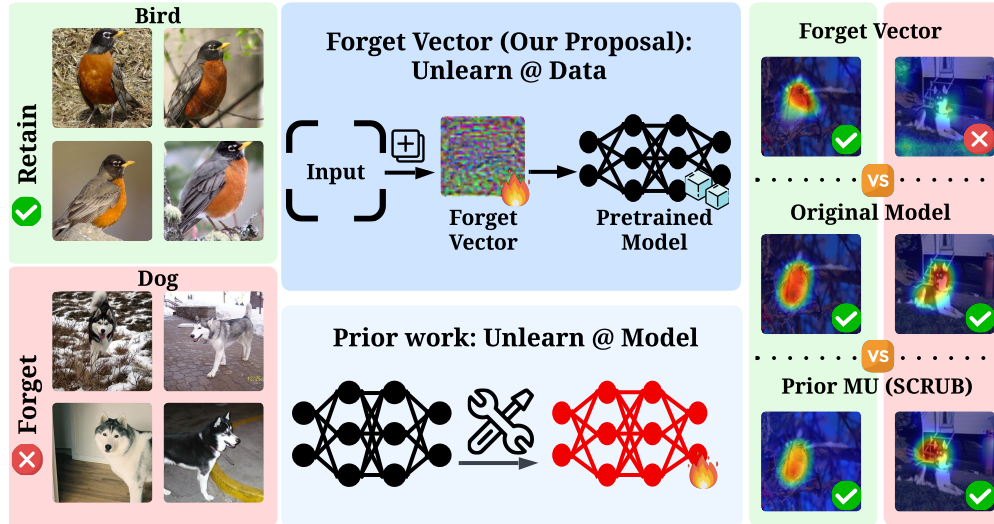 Bird
Retain
Dog
Forget
Forget Vector (Our Proposal):
Unlearn @ Data
Input
Forget
Vector
Pretrained
Model
Prior work: Unlearn @ Model
Forget Vector
VS
Original Model
VS
Prior MU (SCRUB)